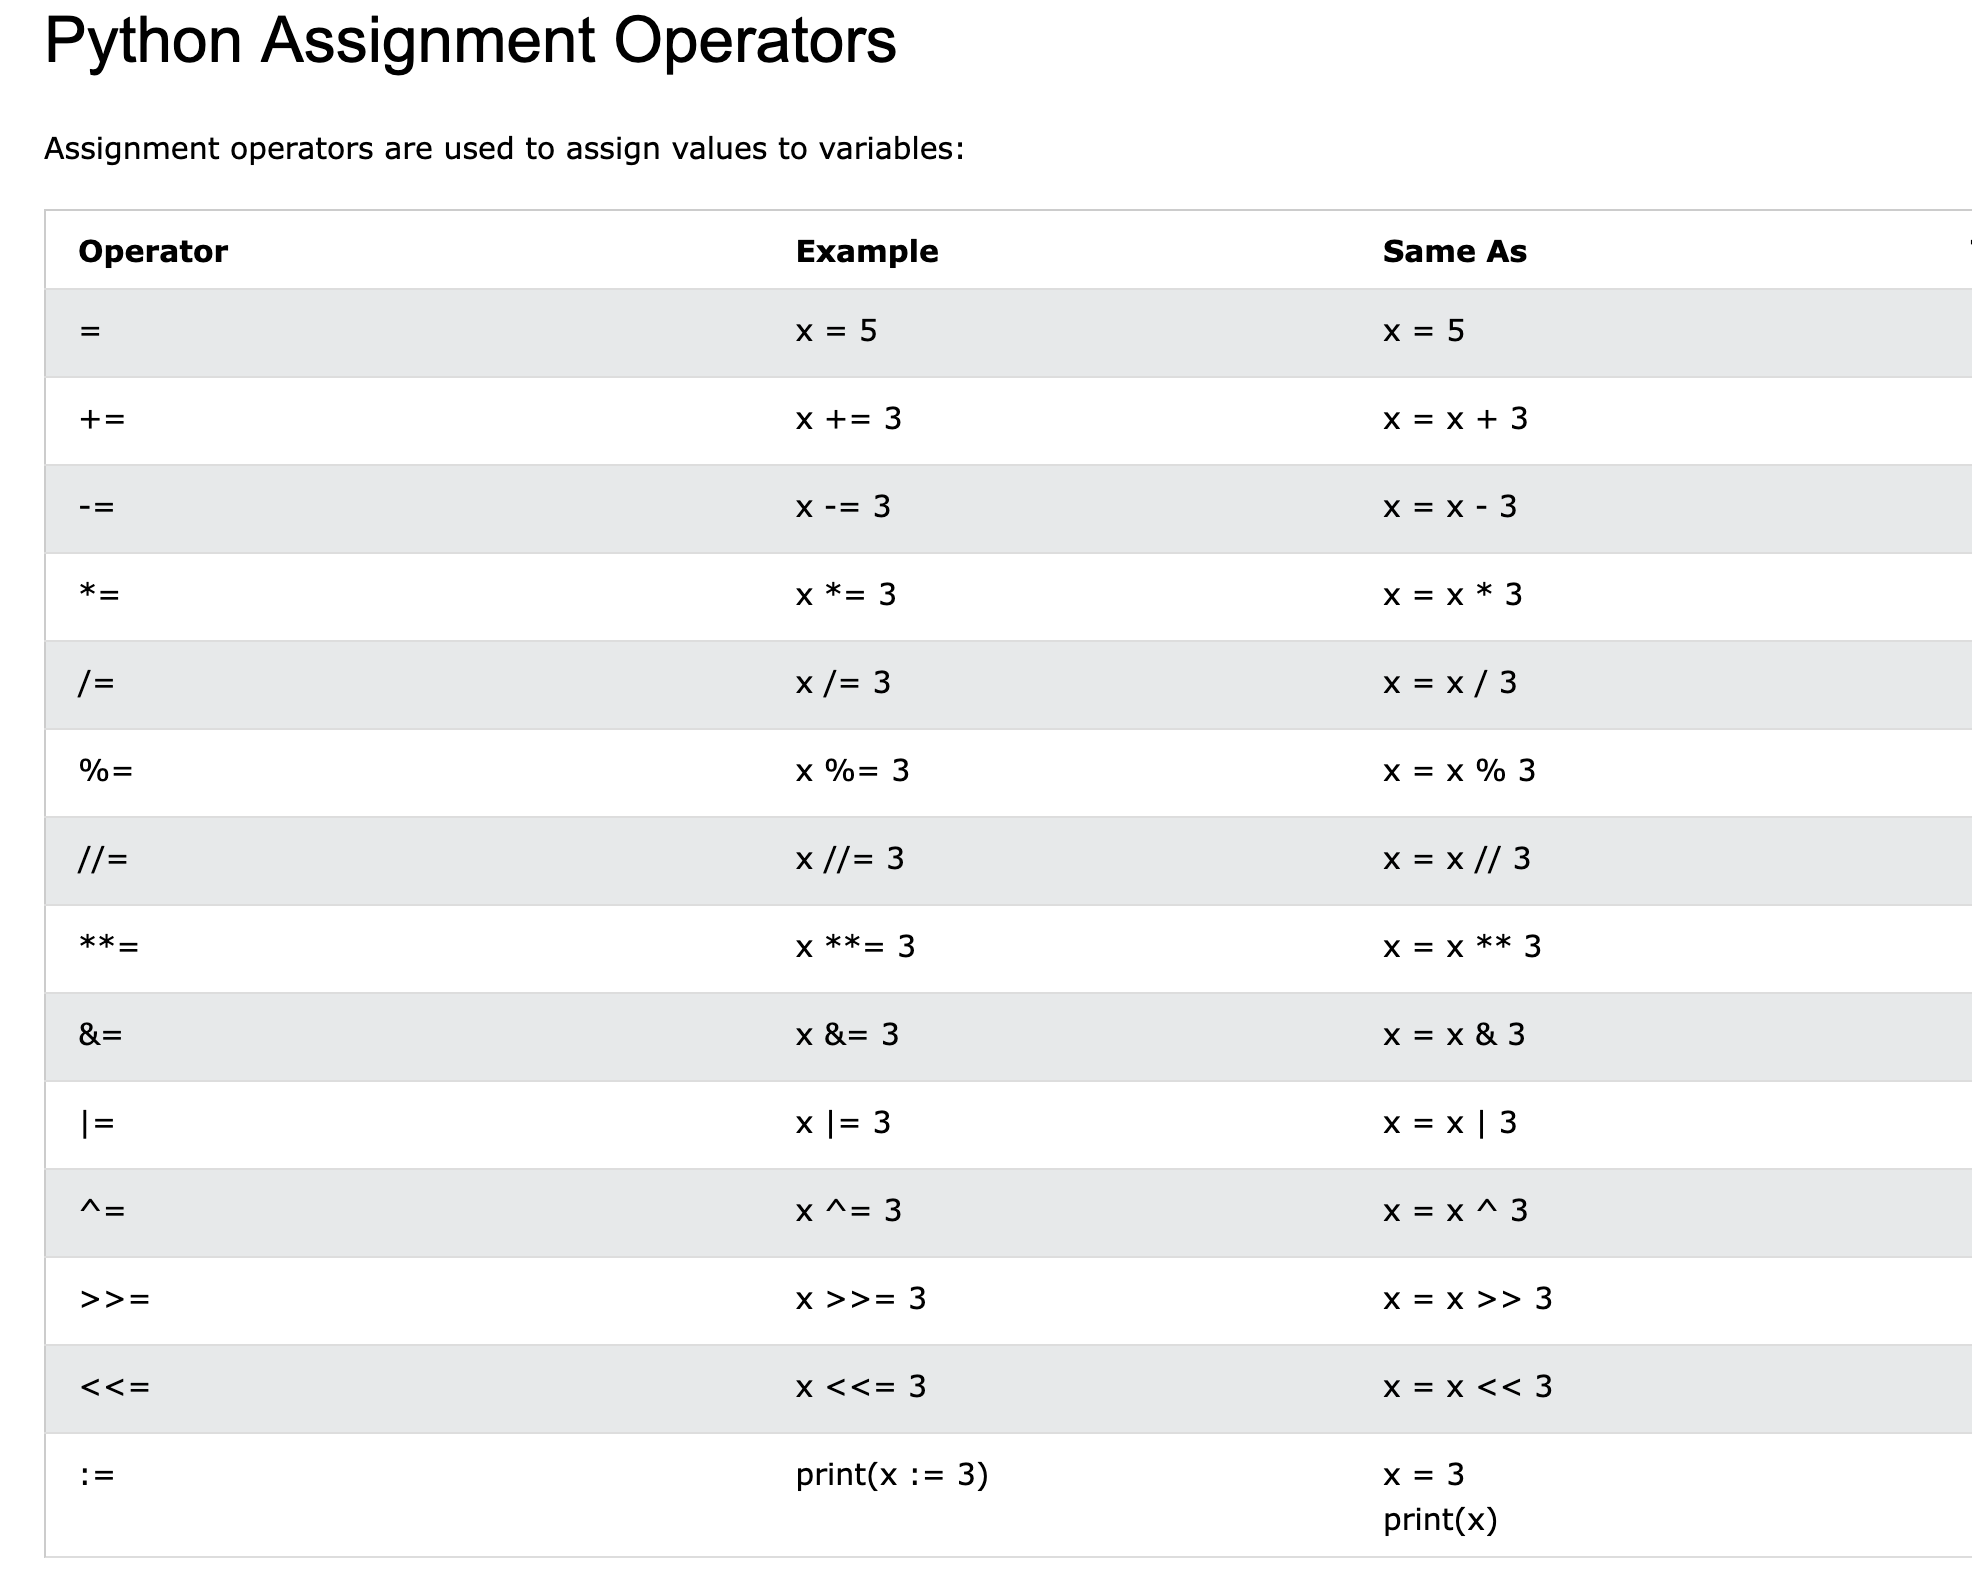 Python Assignment Operators
Assignment operators are used to assign values to variables:
Operator Example Same As
= x = 5 x = 5
+= x += 3 x = x + 3
-= x -= 3 x = x - 3
*= x *= 3 x = x * 3
/= x /= 3 x = x / 3
%= x %= 3 x = x % 3
//= x //= 3 x = x // 3
**= x **= 3 x = x ** 3
&= x &= 3 x = x & 3
|= x |= 3 x = x | 3
^= x ^= 3 x = x ^ 3
>>= x >>= 3 x = x >> 3
<<= x <<= 3 x = x << 3
:= print(x := 3) x = 3
print(x)